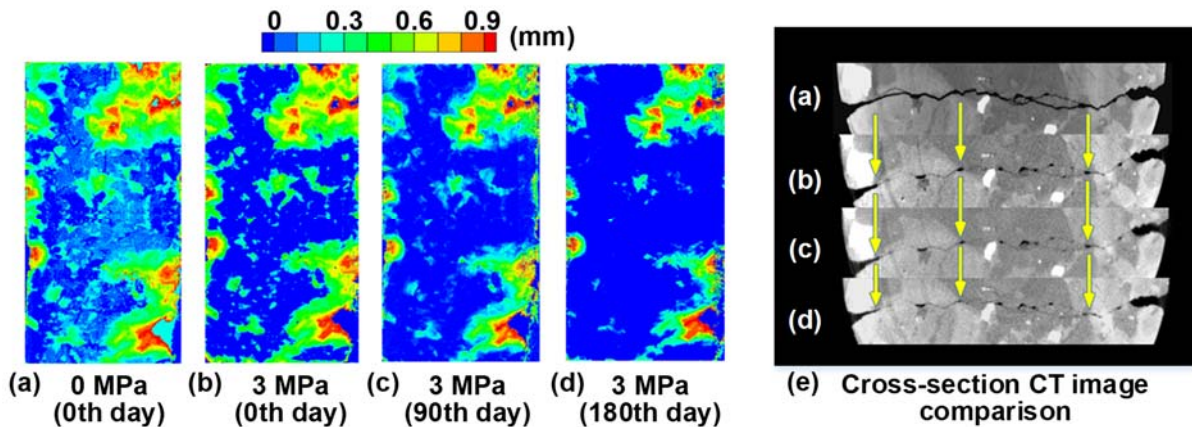 0 0.3 0.6 0.9 (mm)
(a) 0 MPa
(0th day)
(b) 3 MPa
(0th day)
(c) 3 MPa
(90th day)
(d) 3 MPa
(180th day)
(a)
(b)
(c)
(d)
(e) Cross-section CT image
comparison